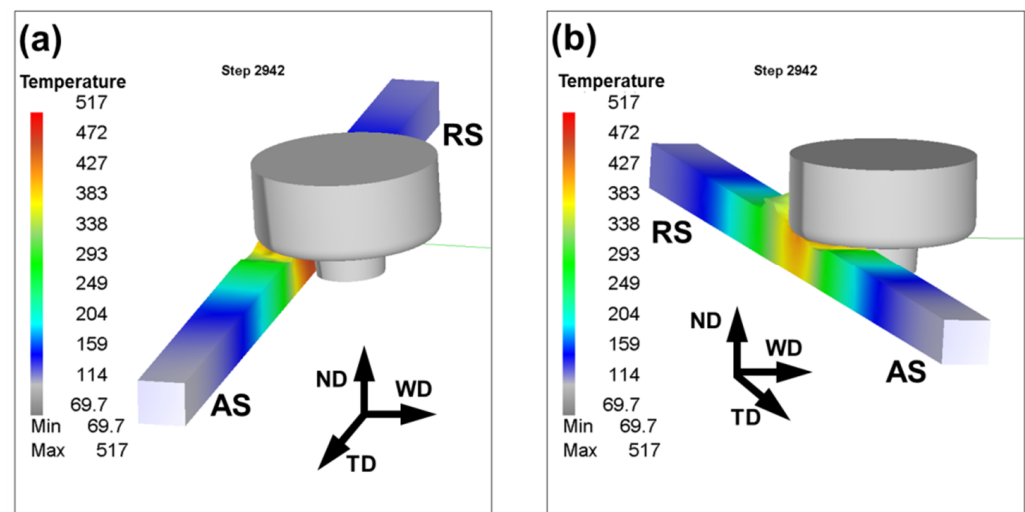 (a)
Step 2942
Temperature
517
472
427
383
338
293
249
204
159
114
69.7
Min 69.7
Max 517
RS
AS
ND
WD
TD
(b)
Step 2942
Temperature
517
472
427
383
338
293
249
204
159
114
69.7
Min 69.7
Max 517
RS
AS
ND
WD
TD